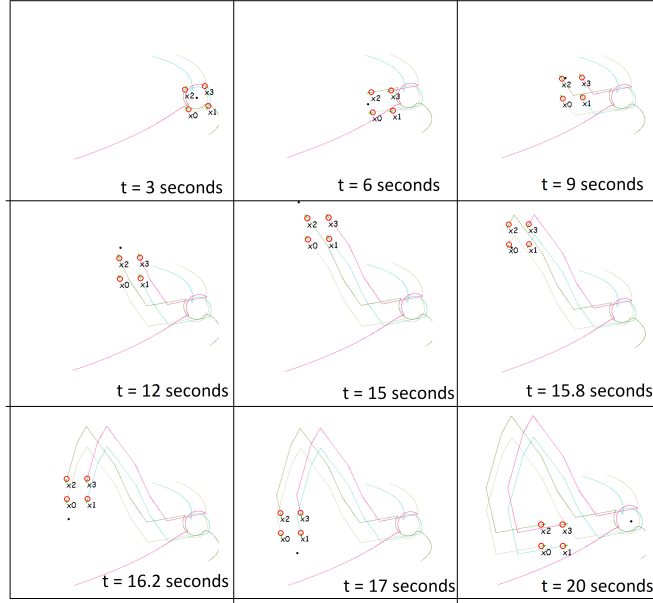 x2 x3
x0 x1
t = 3 seconds
x2 x3
x0 x1
t = 6 seconds
x2 x3
x0 x1
t = 9 seconds
x2 x3
x0 x1
t = 12 seconds
x2 x3
x0 x1
t = 15 seconds
x2 x3
x0 x1
t = 15.8 seconds
x2 x3
x0 x1
t = 16.2 seconds
x2 x3
x0 x1
t = 17 seconds
x2 x3
x0 x1
t = 20 seconds